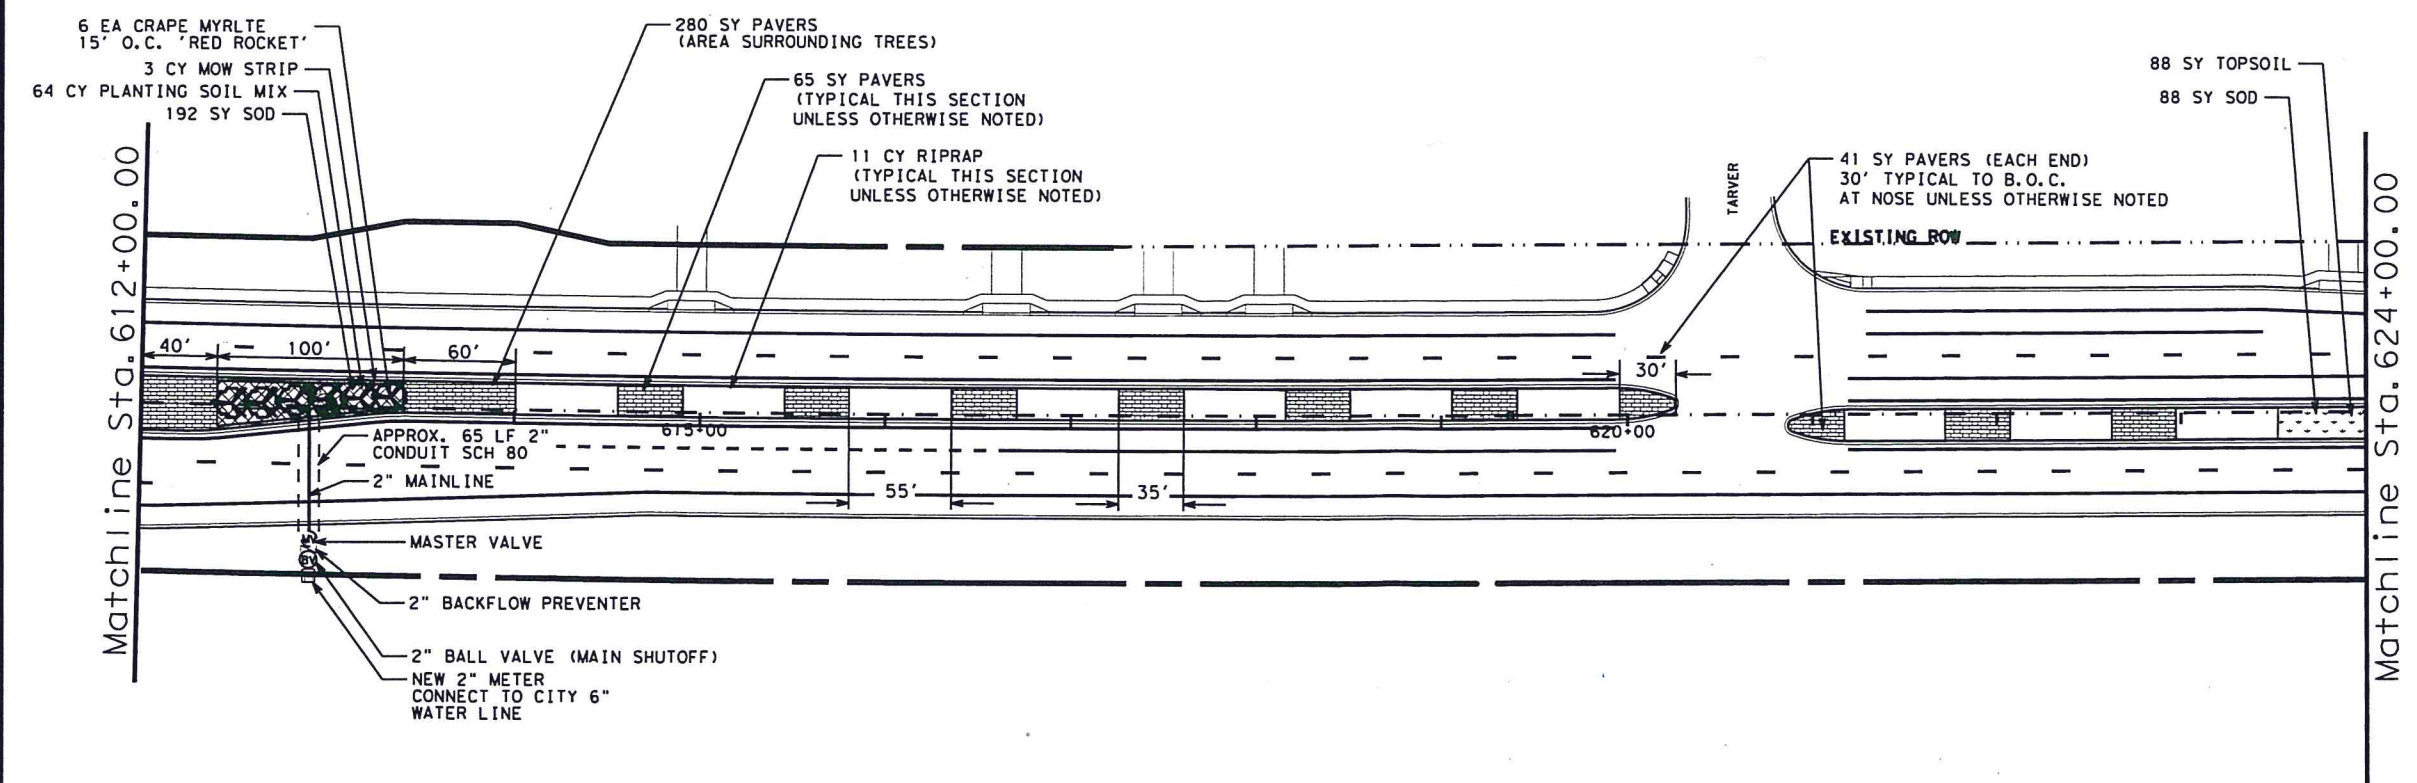 6 EA CRAPE MYRLTE
15' O.C. 'RED ROCKET'
3 CY MOW STRIP
64 CY PLANTING SOIL MIX
192 SY SOD
280 SY PAVERS
(AREA SURROUNDING TREES)
65 SY PAVERS
(TYPICAL THIS SECTION
UNLESS OTHERWISE NOTED)
11 CY RIPRAP
(TYPICAL THIS SECTION
UNLESS OTHERWISE NOTED)
TARVER
41 SY PAVERS (EACH END)
30' TYPICAL TO B.O.C.
AT NOSE UNLESS OTHERWISE NOTED
EXISTING ROW
88 SY TOPSOIL
88 SY SOD
Matchline Sta. 612+00.00
40'
100'
60'
30'
615+00
620+00
APPROX. 65 LF 2"
CONDUIT SCH 80
2" MAINLINE
55'
35'
MASTER VALVE
BV
2" BACKFLOW PREVENTER
2" BALL VALVE (MAIN SHUTOFF)
NEW 2" METER
CONNECT TO CITY 6"
WATER LINE
Matchline Sta. 624+00.00